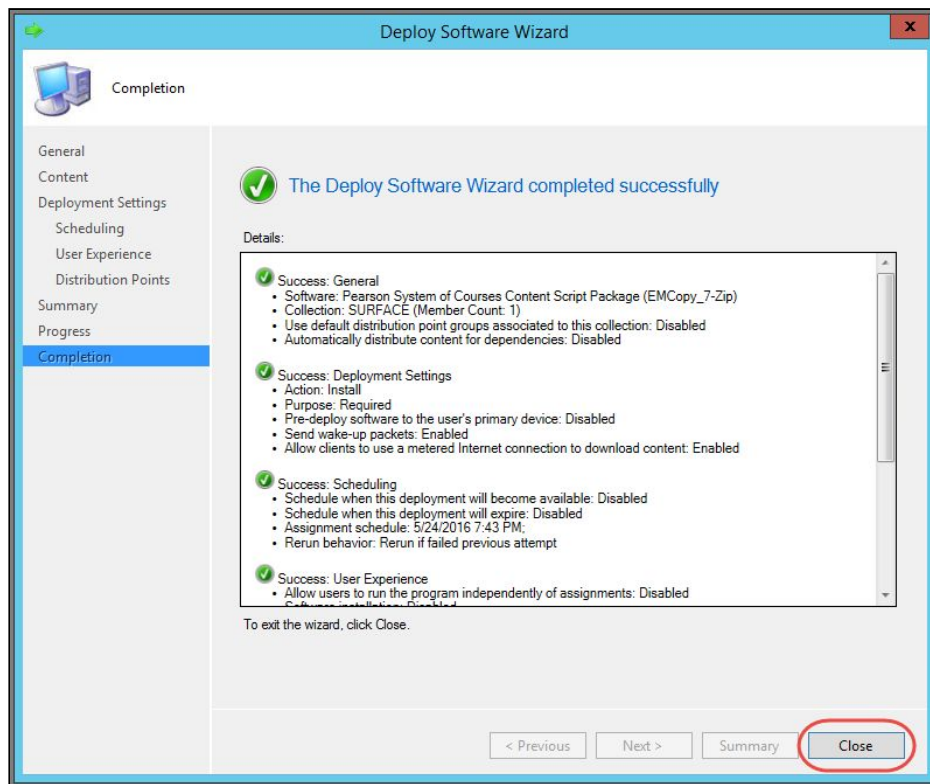 Deploy Software Wizard
x
Completion
General
Content
Deployment Settings
Scheduling
User Experience
Distribution Points
Summary
Progress
Completion
The Deploy Software Wizard completed successfully
Details:
Success: General
• Software: Pearson System of Courses Content Script Package (EMCopy_7-Zip)
• Collection: SURFACE (Member Count: 1)
• Use default distribution point groups associated to this collection: Disabled
• Automatically distribute content for dependencies: Disabled
Success: Deployment Settings
• Action: Install
• Purpose: Required
• Pre-deploy software to the user's primary device: Disabled
• Send wake-up packets: Enabled
• Allow clients to use a metered Internet connection to download content: Enabled
Success: Scheduling
• Schedule when this deployment will become available: Disabled
• Schedule when this deployment will expire: Disabled
• Assignment schedule: 5/24/2016 7:43 PM;
• Rerun behavior: Rerun if failed previous attempt
Success: User Experience
• Allow users to run the program independently of assignments: Disabled
To exit the wizard, click Close.
< Previous
Next >
Summary
Close